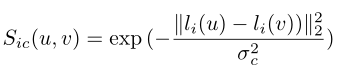 S_{ic}(u, v) = \exp(-\frac{\|l_i(u) - l_i(v))\|_2^2}{\sigma_c^2})